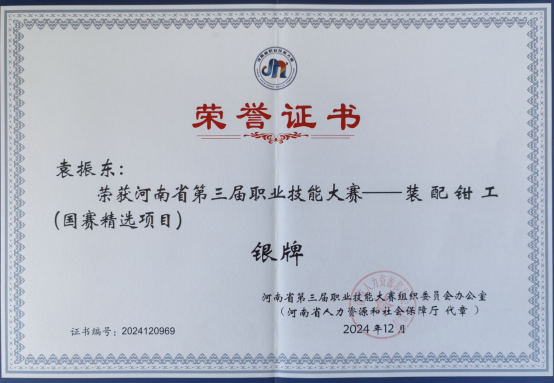 荣誉证书
袁振东：
荣获河南省第三届职业技能大赛——装配钳工
(国赛精选项目)
银牌
河南省第三届职业技能大赛组织委员会办公室
（河南省人力资源和社会保障厅 代章 ）
证书编号：2024120969
2024年12月